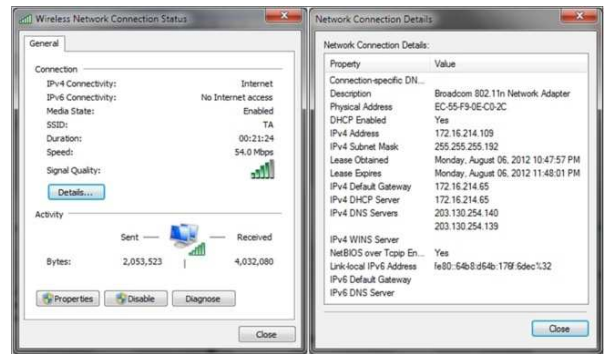 Wireless Network Connection Status
General
Connection
IPv4 Connectivity: Internet
IPv6 Connectivity: No Internet access
Media State: Enabled
SSID: TA
Duration: 00:21:24
Speed: 54.0 Mbps
Signal Quality:
Details...
Activity
Sent — Received
Bytes: 2,053,523 | 4,032,080
Properties Disable Diagnose
Close
Network Connection Details
Network Connection Details:
Property Value
Connection-specific DN...
Description Broadcom 802.11n Network Adapter
Physical Address EC-55-F9-0E-C0-2C
DHCP Enabled Yes
IPv4 Address 172.16.214.109
IPv4 Subnet Mask 255.255.255.192
Lease Obtained Monday, August 06, 2012 10:47:57 PM
Lease Expires Monday, August 06, 2012 11:48:01 PM
IPv4 Default Gateway 172.16.214.65
IPv4 DHCP Server 172.16.214.65
IPv4 DNS Servers 203.130.254.140
203.130.254.139
IPv4 WINS Server
NetBIOS over Tcpip En... Yes
Link-local IPv6 Address fe80::64b8:d64b:176f:6dec%32
IPv6 Default Gateway
IPv6 DNS Server
Close